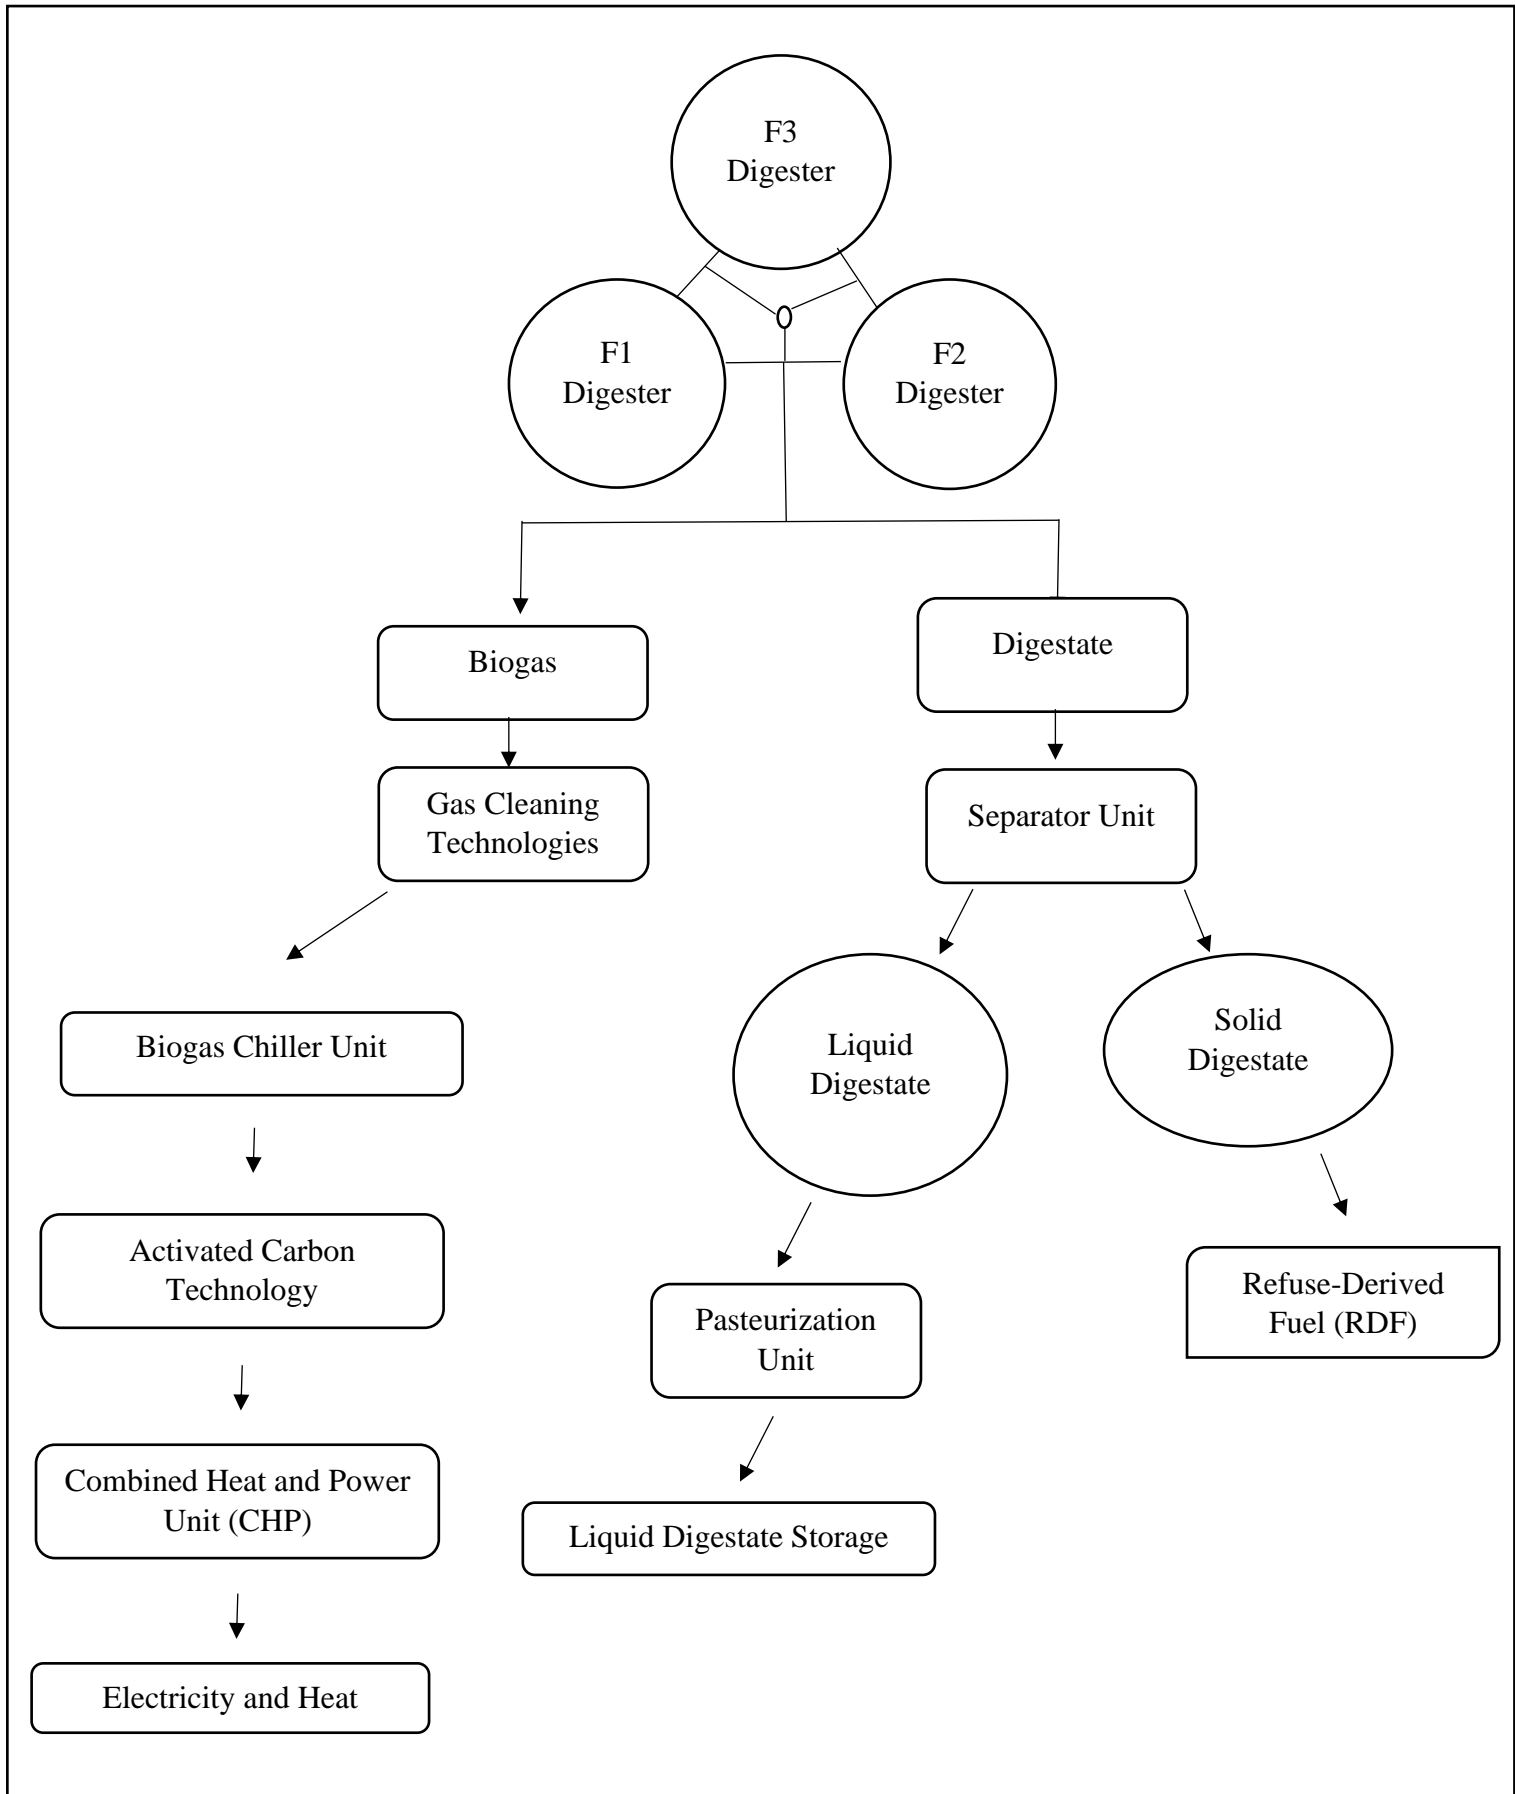 F3
Digester
F1
Digester
F2
Digester
Biogas
Digestate
Gas Cleaning
Technologies
Separator Unit
Biogas Chiller Unit
Liquid
Digestate
Solid
Digestate
Activated Carbon
Technology
Pasteurization
Unit
Refuse-Derived
Fuel (RDF)
Combined Heat and Power
Unit (CHP)
Liquid Digestate Storage
Electricity and Heat